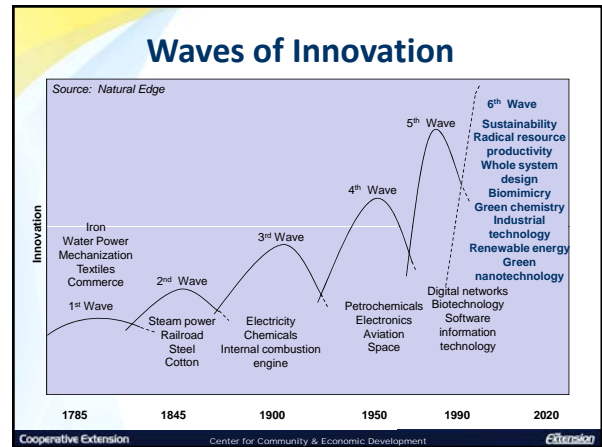 Waves of Innovation
Source: Natural Edge
Innovation
Iron
Water Power
Mechanization
Textiles
Commerce
1st Wave
2nd Wave
Steam power
Railroad
Steel
Cotton
3rd Wave
Electricity
Chemicals
Internal combustion
engine
4th Wave
Petrochemicals
Electronics
Aviation
Space
5th Wave
Digital networks
Biotechnology
Software
information
technology
6th Wave
Sustainability
Radical resource
productivity
Whole system
design
Biomimicry
Green chemistry
Industrial
technology
Renewable energy
Green
nanotechnology
1785 1845 1900 1950 1990 2020
Cooperative Extension Center for Community & Economic Development Extension